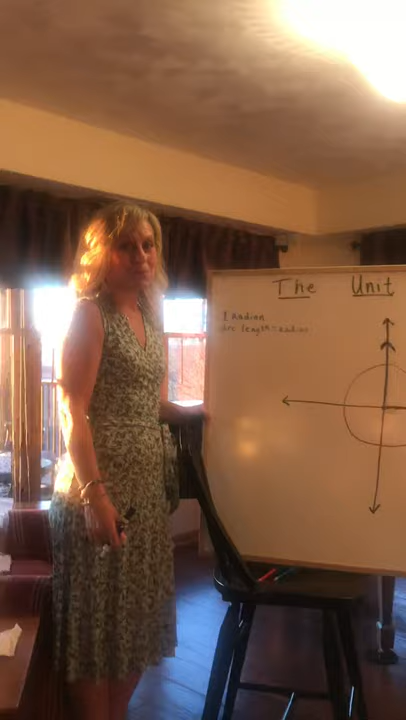 The Unit
1 Radian
Arc length = radius